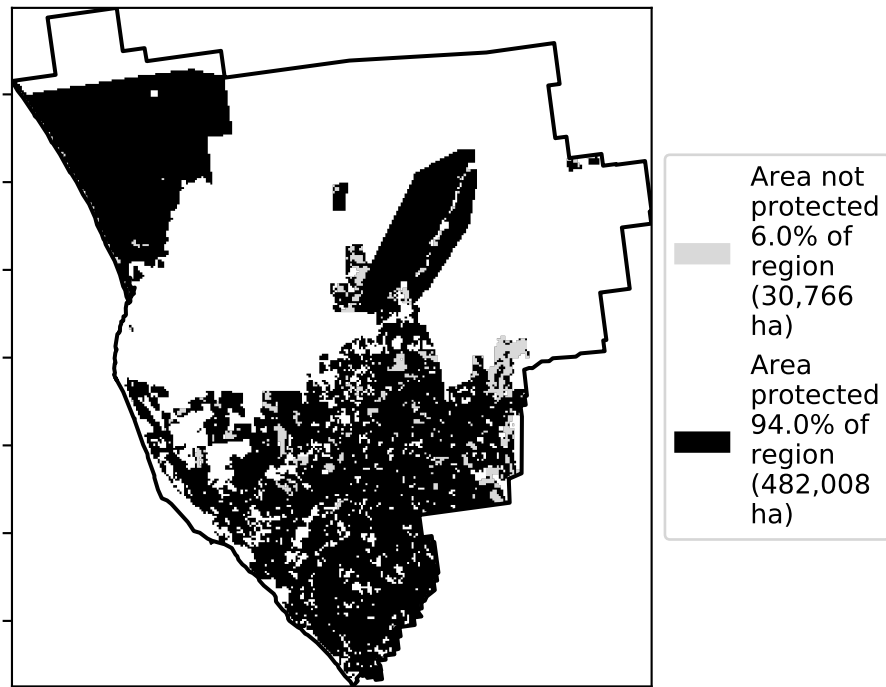 Area not
protected
6.0% of
region
(30,766
ha)
Area
protected
94.0% of
region
(482,008
ha)